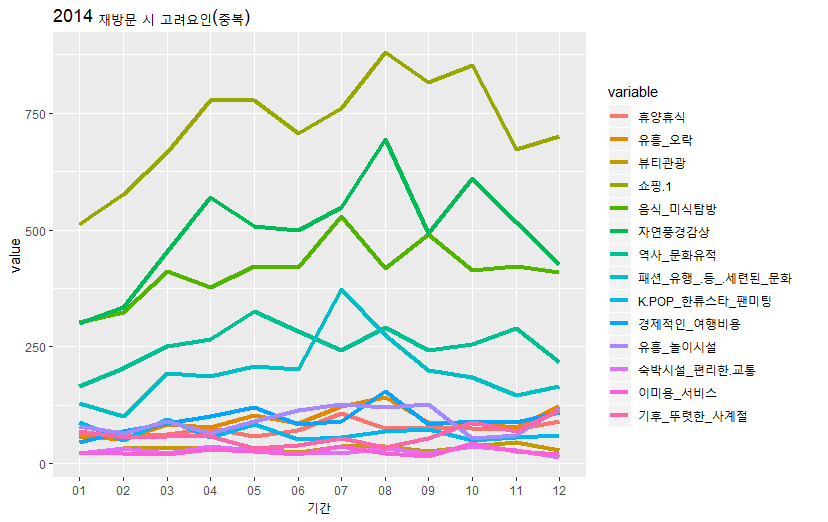 2014 재방문 시 고려요인(중복)
value
750
500
250
0
01 02 03 04 05 06 07 08 09 10 11 12
기간
variable
휴양휴식
유흥_오락
뷰티관광
쇼핑.1
음식_미식탐방
자연풍경감상
역사_문화유적
패션_유행_등_.세련된_문화
K.POP_한류스타_팬미팅
경제적인_여행비용
유흥_놀이시설
숙박시설_편리한.교통
이미용_서비스
기후_뚜렷한_사계절